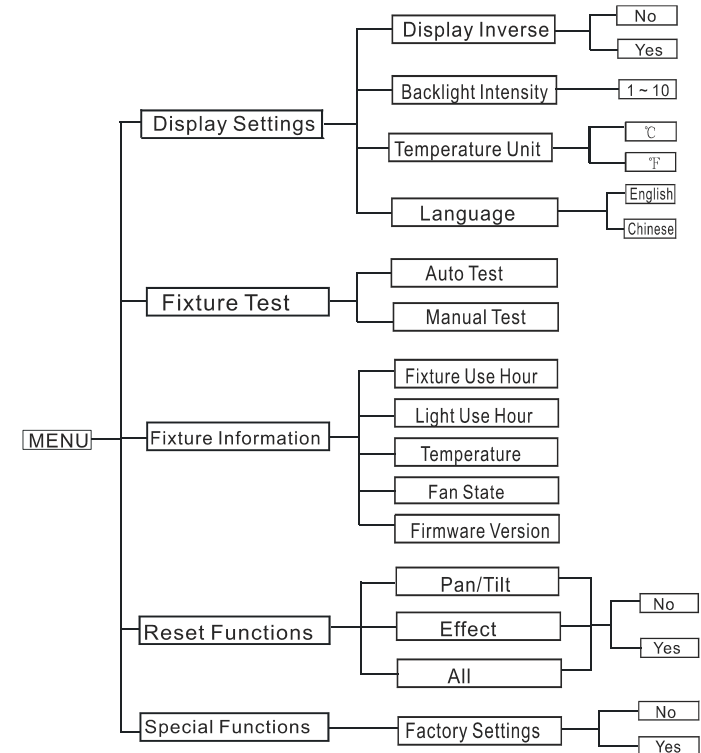 MENU
Display Settings
Display Inverse
No
Yes
Backlight Intensity
1 ~ 10
Temperature Unit
℃
℉
Language
English
Chinese
Fixture Test
Auto Test
Manual Test
Fixture Information
Fixture Use Hour
Light Use Hour
Temperature
Fan State
Firmware Version
Reset Functions
Pan/Tilt
Effect
All
No
Yes
Special Functions
Factory Settings
No
Yes